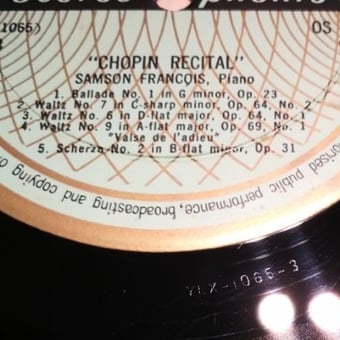 1065) OS
"CHOPIN RECITAL"
SAMSON FRANÇOIS, Piano
1. Ballade No. 1 in G minor, Op. 23
2. Waltz No. 7 in C-sharp minor, Op. 64, No. 2
3. Waltz No. 6 in D-flat major, Op. 64, No. 1
4. Waltz No. 9 in A-flat major, Op. 69, No. 1
"Valse de l'adieu"
5. Scherzo No. 2 in B-flat minor, Op. 31
public performance, broadcasting and copying
YLX-1065-3